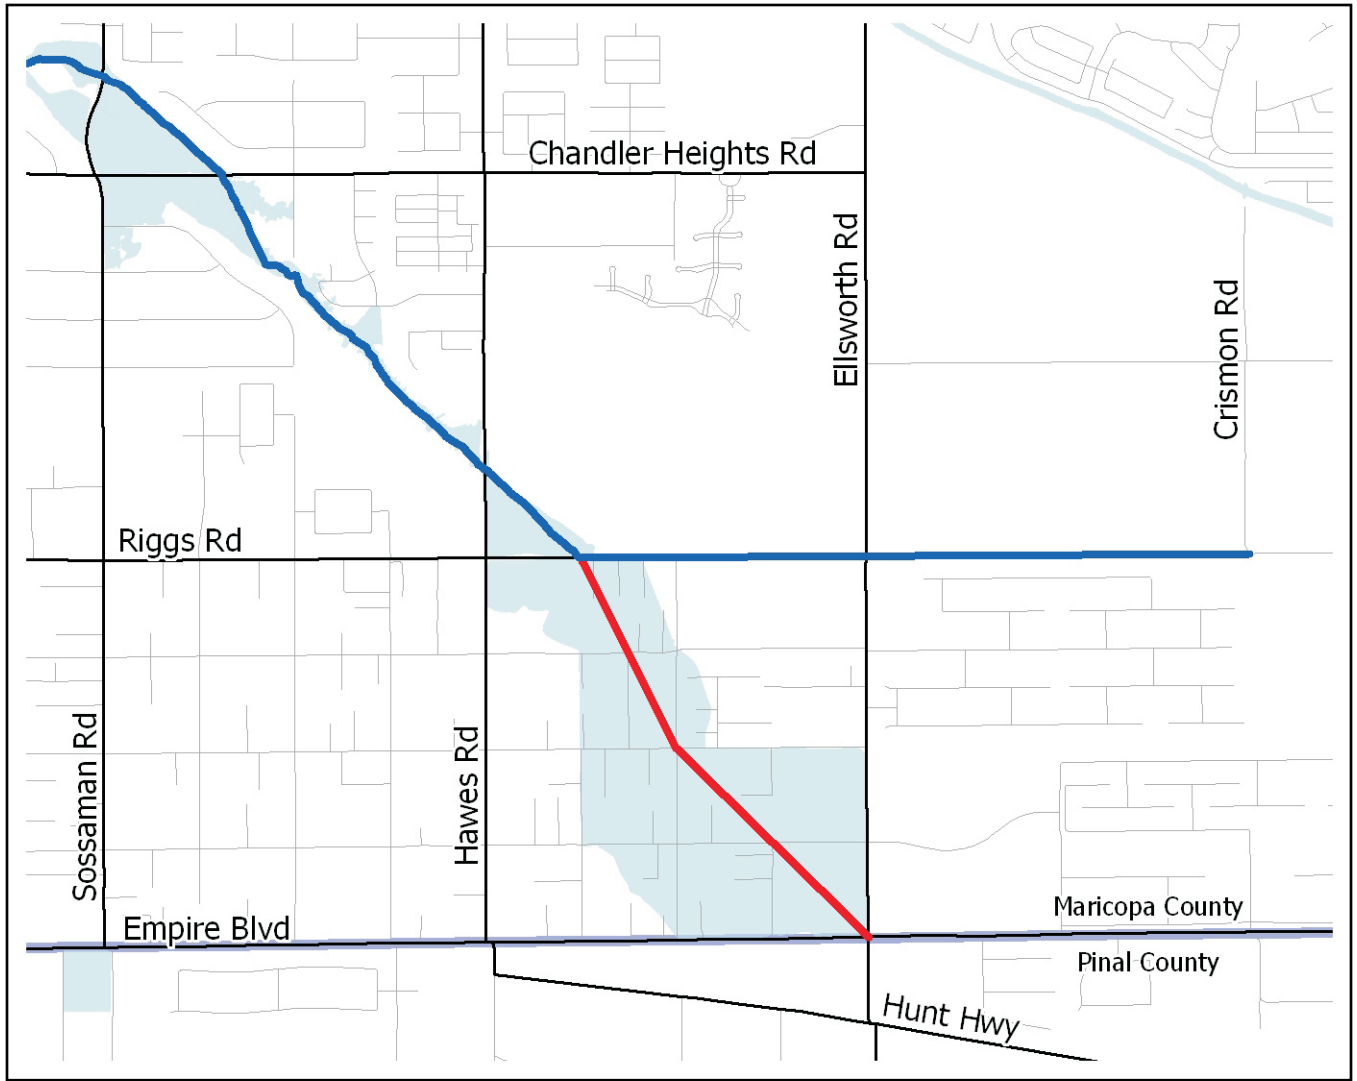 Chandler Heights Rd
Ellsworth Rd
Crismon Rd
Riggs Rd
Sossaman Rd
Hawes Rd
Maricopa County
Empire Blvd
Pinal County
Hunt Hwy